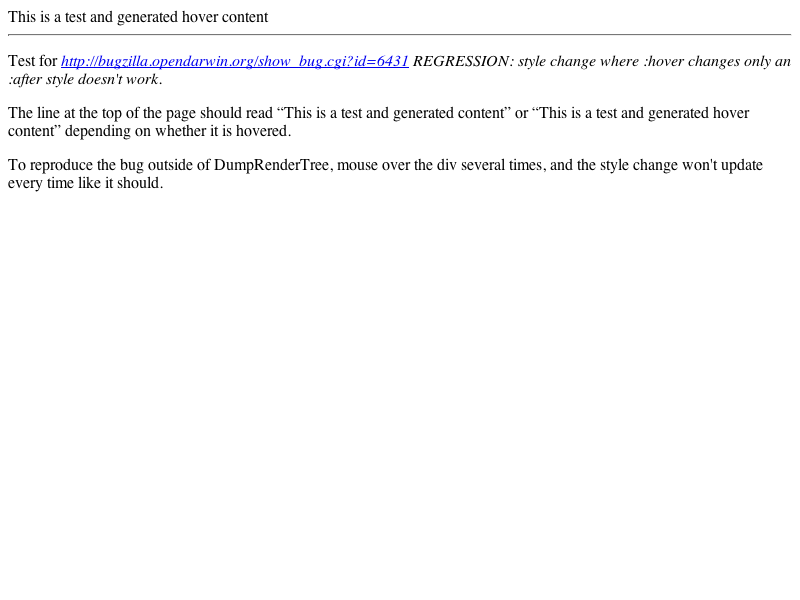 This is a test and generated hover content
Test for http://bugzilla.opendarwin.org/show_bug.cgi?id=6431 REGRESSION: style change where :hover changes only an
:after style doesn't work.
The line at the top of the page should read “This is a test and generated content” or “This is a test and generated hover
content” depending on whether it is hovered.
To reproduce the bug outside of DumpRenderTree, mouse over the div several times, and the style change won't update
every time like it should.